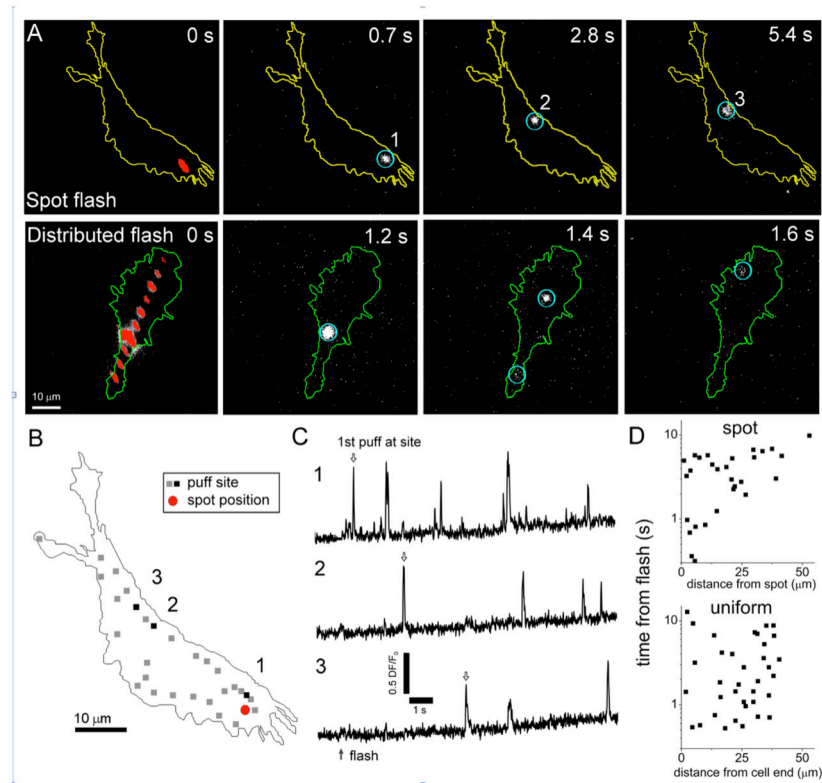 A
0 s
0.7 s
2.8 s
5.4 s
1
2
3
Spot flash
Distributed flash
0 s
1.2 s
1.4 s
1.6 s
10 μm
B
puff site
spot position
3
2
1
10 μm
C
1st puff at site
1
2
3
0.5 DF/F₀
1 s
flash
D
spot
10
1
0
25
50
distance from spot (μm)
time from flash (s)
uniform
10
1
0
25
50
distance from cell end (μm)